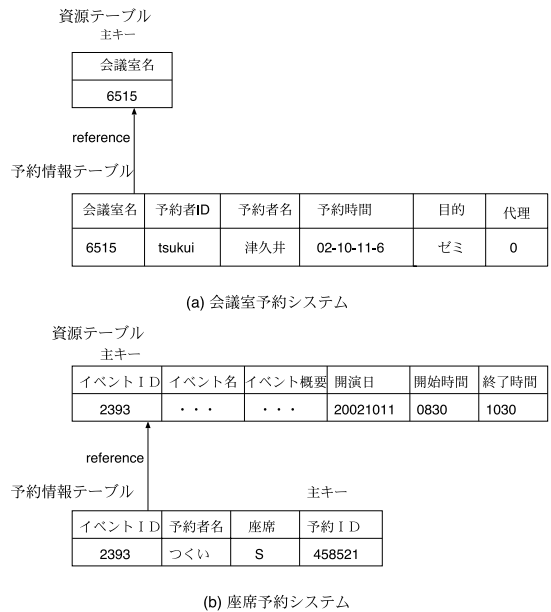 資源テーブル
主キー
会議室名
6515
reference
予約情報テーブル
会議室名 予約者ID 予約者名 予約時間 目的 代理
6515 tsukui 津久井 02-10-11-6 ゼミ 0
(a) 会議室予約システム
資源テーブル
主キー
イベントＩＤ イベント名 イベント概要 開演日 開始時間 終了時間
2393 ・・・ ・・・ 20021011 0830 1030
reference
予約情報テーブル 主キー
イベントＩＤ 予約者名 座席 予約ＩＤ
2393 つくい S 458521
(b) 座席予約システム